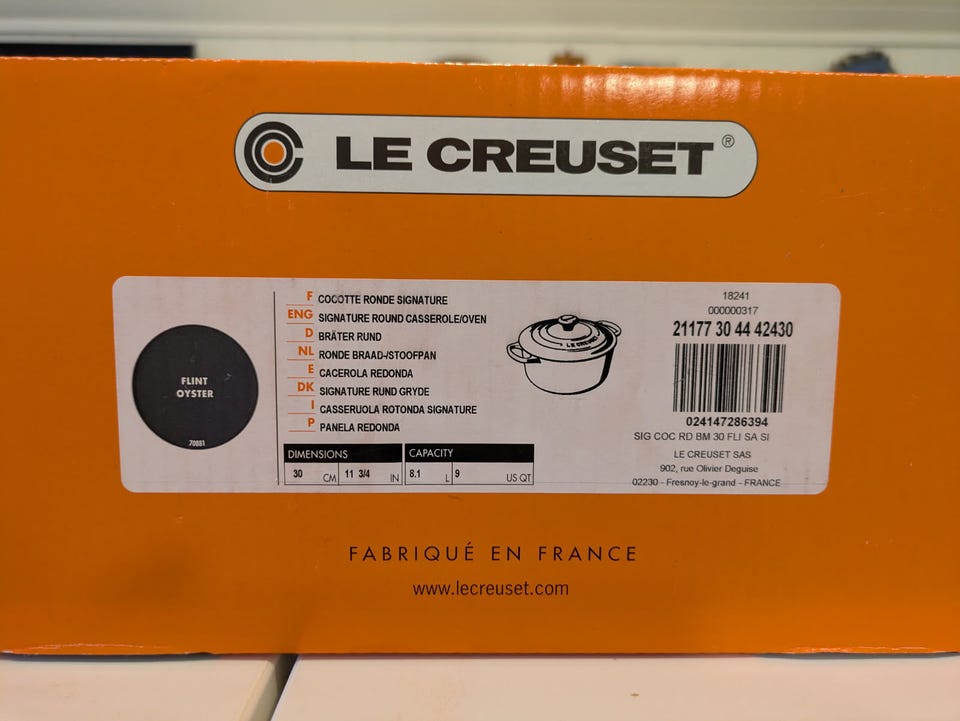 LE CREUSET ®
FLINT
OYSTER
70881
F COCOTTE RONDE SIGNATURE
ENG SIGNATURE ROUND CASSEROLE/OVEN
D BRÄTER RUND
NL RONDE BRAAD-/STOOFPAN
E CACEROLA REDONDA
DK SIGNATURE RUND GRYDE
I CASSERUOLA ROTONDA SIGNATURE
P PANELA REDONDA
DIMENSIONS CAPACITY
30 CM 11 3/4 IN 8.1 L 9 US QT
LE CREUSET
18241
000000317
21177 30 44 42430
024147286394
SIG COC RD BM 30 FLI SA SI
LE CREUSET SAS
902, rue Olivier Deguise
02230 - Fresnoy-le-grand - FRANCE
FABRIQUÉ EN FRANCE
www.lecreuset.com